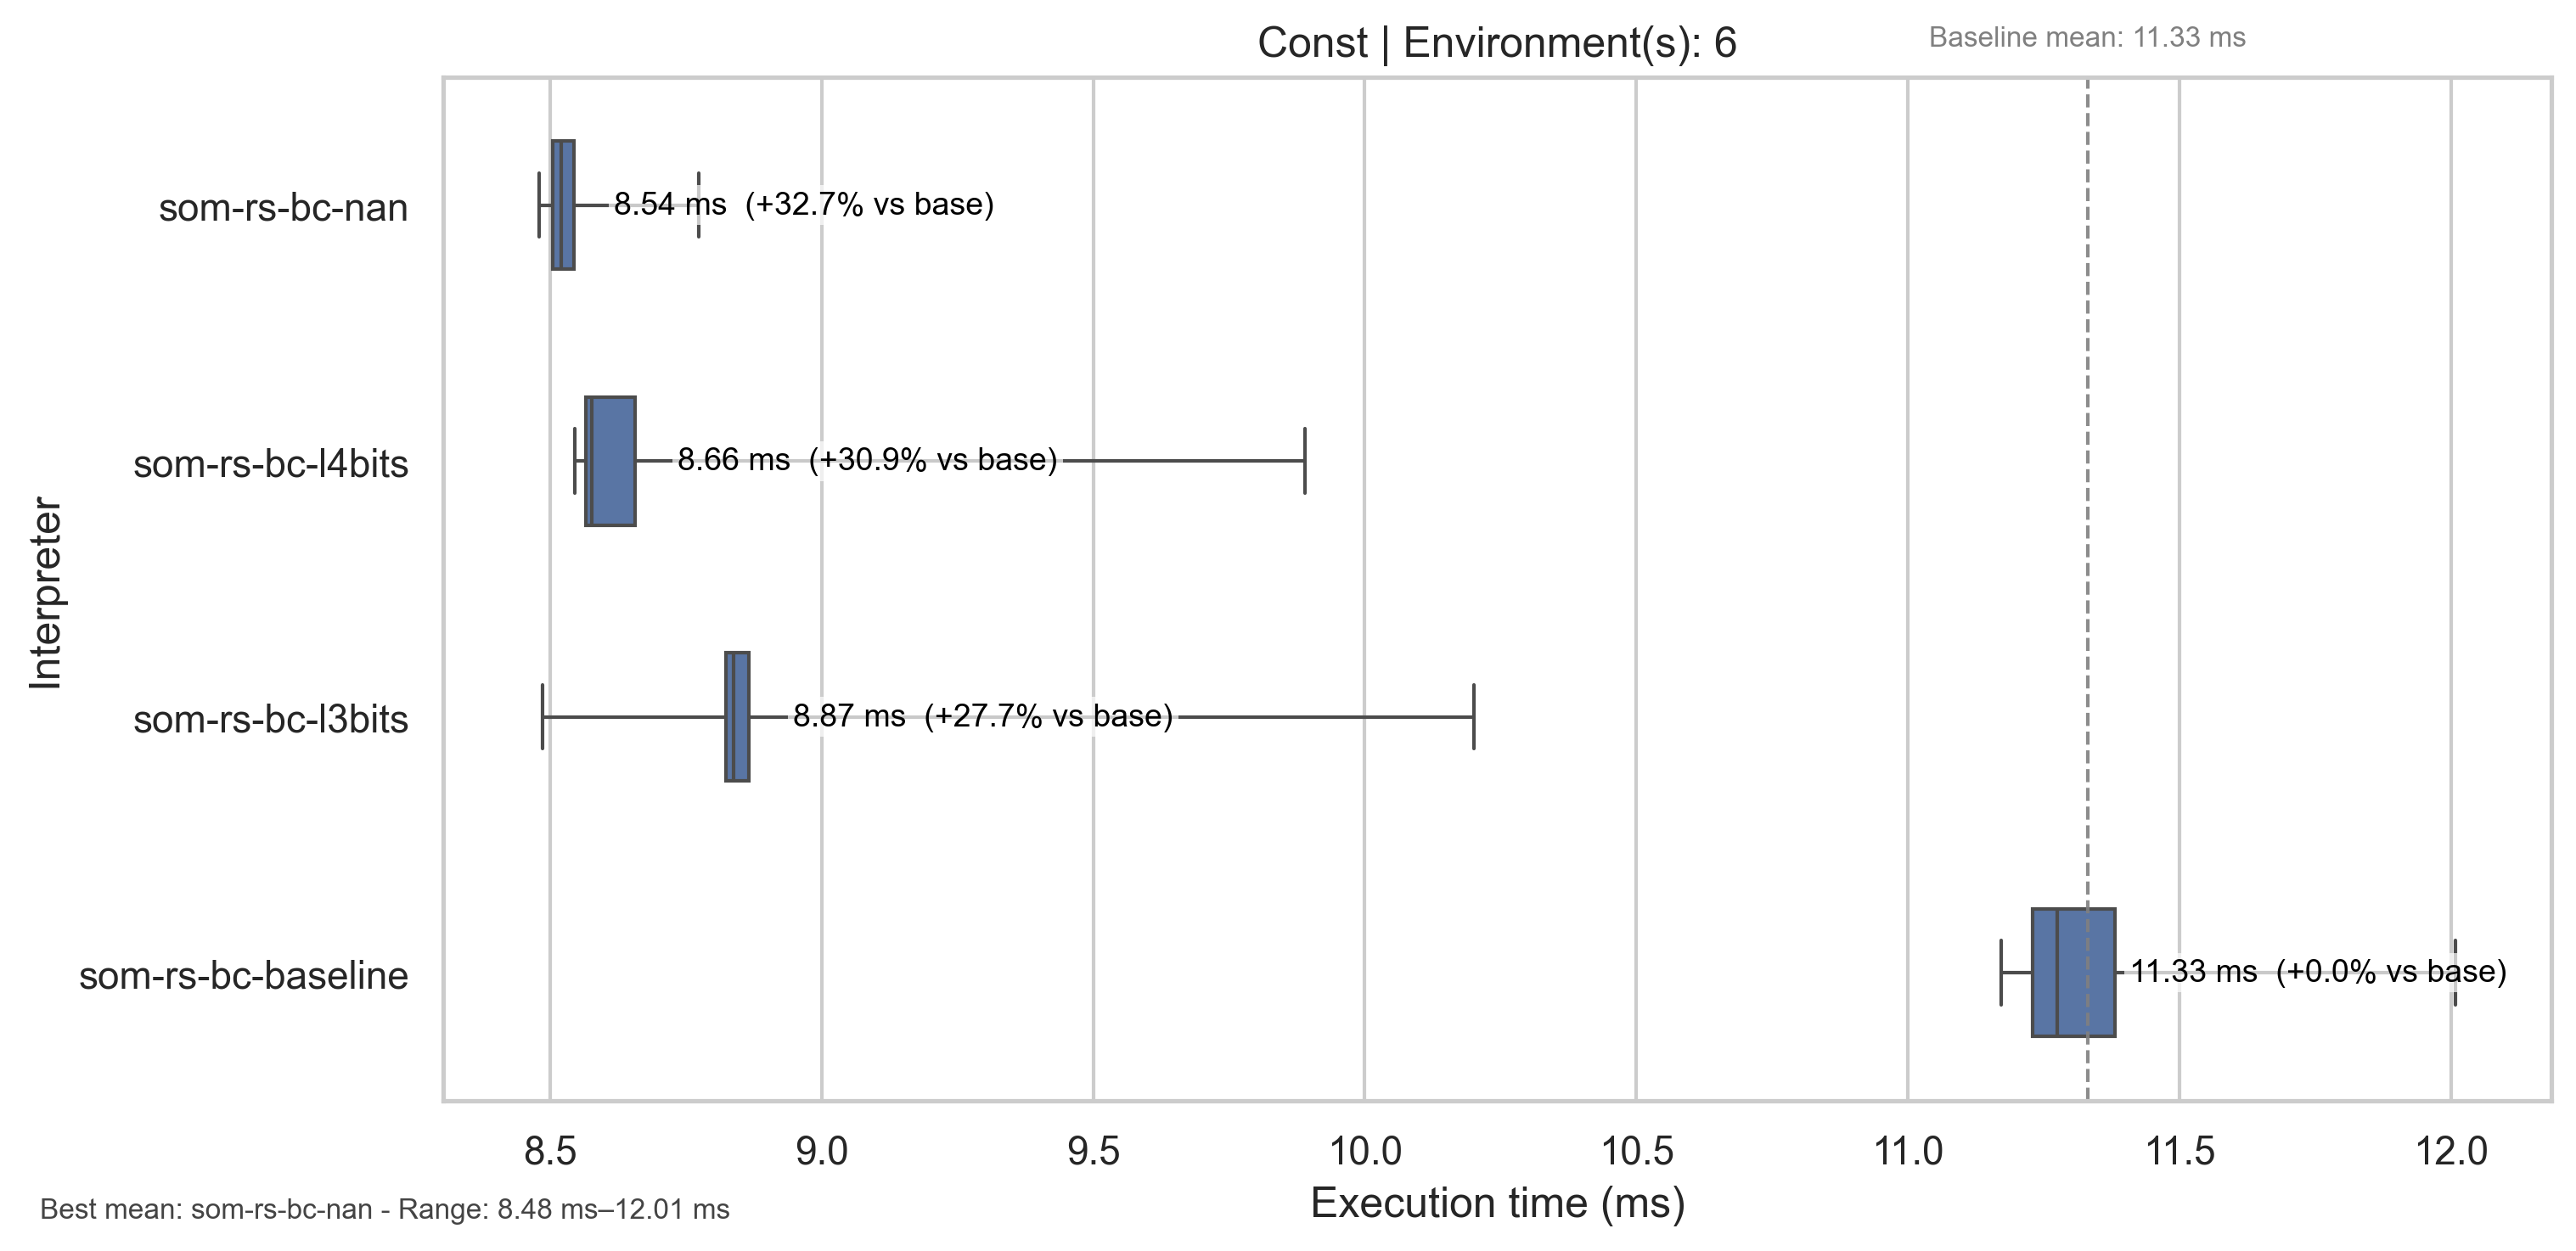 Const | Environment(s): 6
Baseline mean: 11.33 ms
som-rs-bc-nan
8.54 ms  (+32.7% vs base)
som-rs-bc-l4bits
8.66 ms  (+30.9% vs base)
Interpreter
som-rs-bc-l3bits
8.87 ms  (+27.7% vs base)
som-rs-bc-baseline
11.33 ms  (+0.0% vs base)
8.5 9.0 9.5 10.0 10.5 11.0 11.5 12.0
Execution time (ms)
Best mean: som-rs-bc-nan - Range: 8.48 ms–12.01 ms